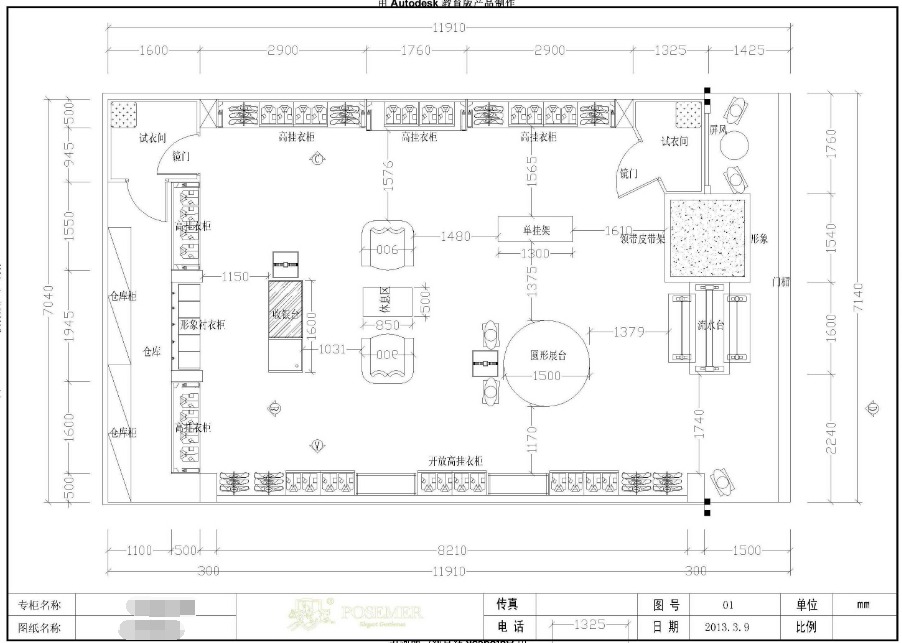 由 Autodesk 教育版产品制作
11910
1600 2900 1760 2900 1325 1425
500
945
1550
1945
1600
500
7040
试衣间
镜门
高挂衣柜 高挂衣柜 高挂衣柜
C
1576
1565
试衣间
镜门
屏风
1760
1540
1600
2240
7140
高挂衣柜
900
1480
单挂架
1300
1610
领带皮带架
形象
门楣
1150
1375
仓库柜
形象衬衣柜
收银台
1600
休息区
500
850
1379
流水台
仓库
1031
900
圆形展台
1500
仓库柜
高挂衣柜
B
A
D
1170
1740
开放高挂衣柜
1100 500 8210 1500
300 11910 300
专柜名称
图纸名称
POSEMER
传真
电话
1325
图号 01
日期 2013.3.9
单位 mm
比例